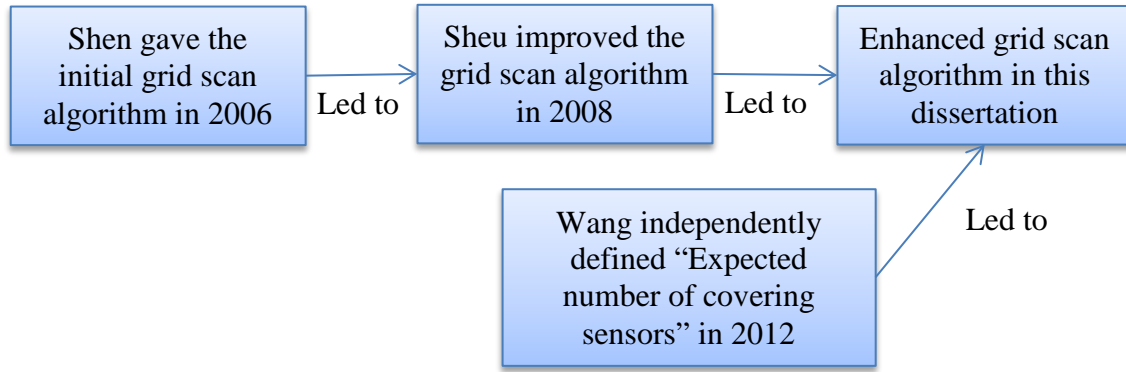 Shen gave the
initial grid scan
algorithm in 2006
Led to
Sheu improved the
grid scan algorithm
in 2008
Led to
Enhanced grid scan
algorithm in this
dissertation
Wang independently
defined “Expected
number of covering
sensors” in 2012
Led to